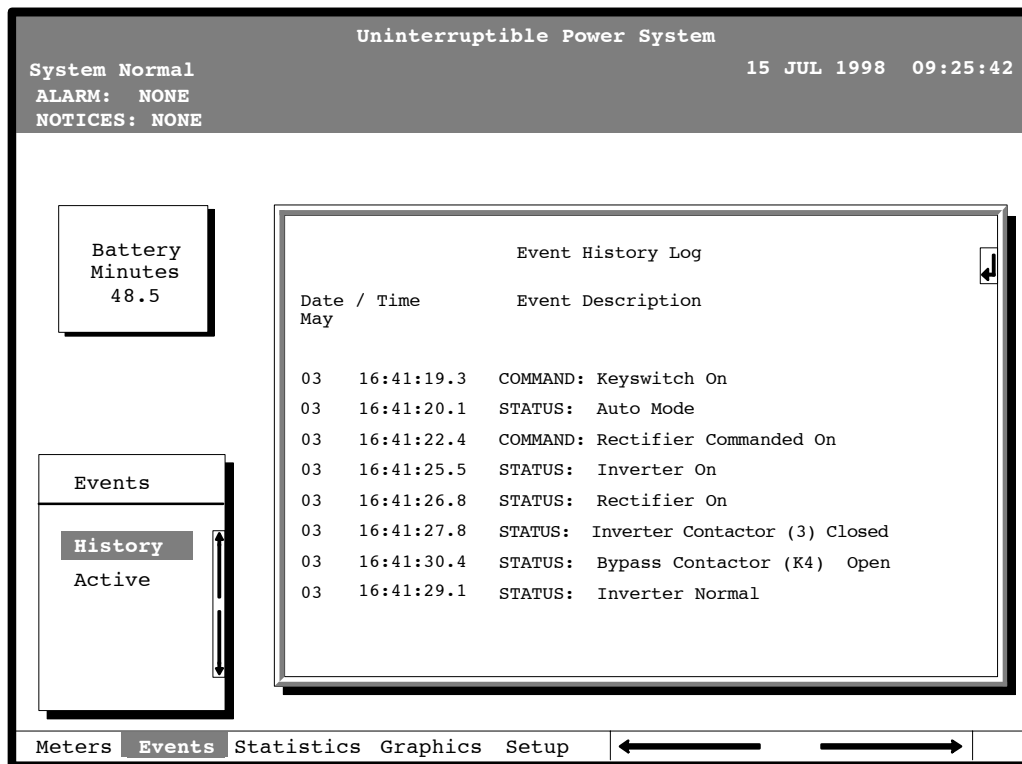 Uninterruptible Power System
System Normal
15 JUL 1998 09:25:42
ALARM: NONE
NOTICES: NONE
Battery
Minutes
48.5
Event History Log
Date / Time Event Description
May
03 16:41:19.3 COMMAND: Keyswitch On
03 16:41:20.1 STATUS: Auto Mode
03 16:41:22.4 COMMAND: Rectifier Commanded On
03 16:41:25.5 STATUS: Inverter On
03 16:41:26.8 STATUS: Rectifier On
03 16:41:27.8 STATUS: Inverter Contactor (3) Closed
03 16:41:30.4 STATUS: Bypass Contactor (K4) Open
03 16:41:29.1 STATUS: Inverter Normal
Events
History
Active
Meters Events Statistics Graphics Setup